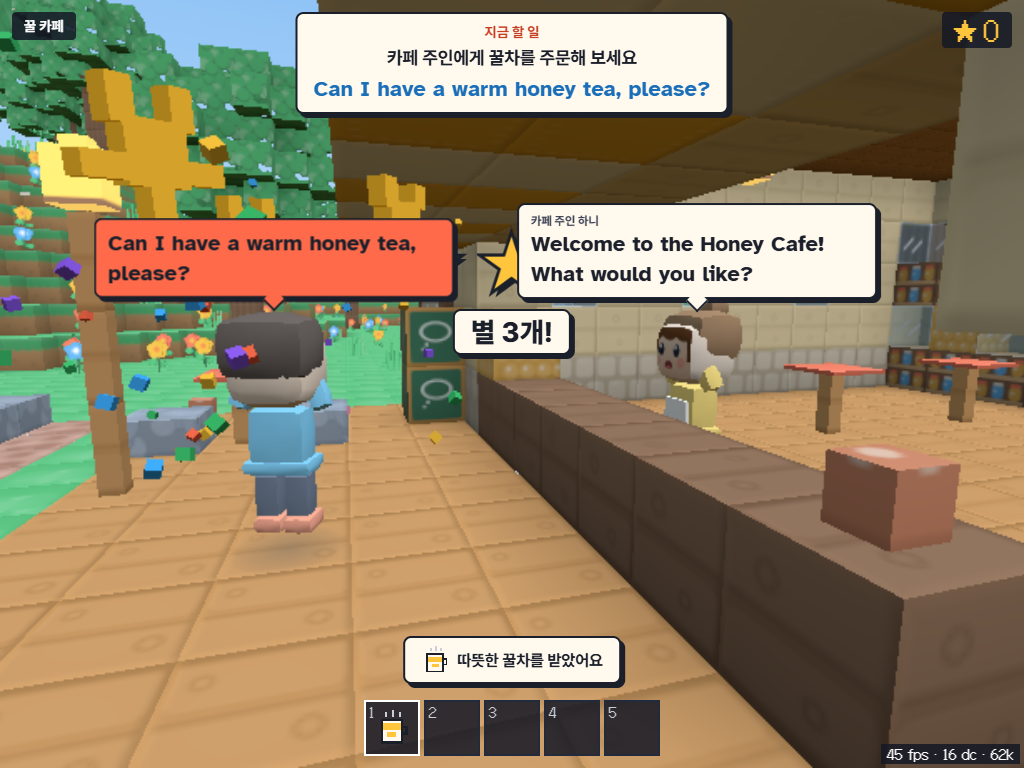 꿀 카페
지금 할 일
카페 주인에게 꿀차를 주문해 보세요
Can I have a warm honey tea, please?
0
Can I have a warm honey tea,
please?
카페 주인 하니
Welcome to the Honey Cafe!
What would you like?
별 3개!
따뜻한 꿀차를 받았어요
1 2 3 4 5
45 fps · 16 dc · 62k